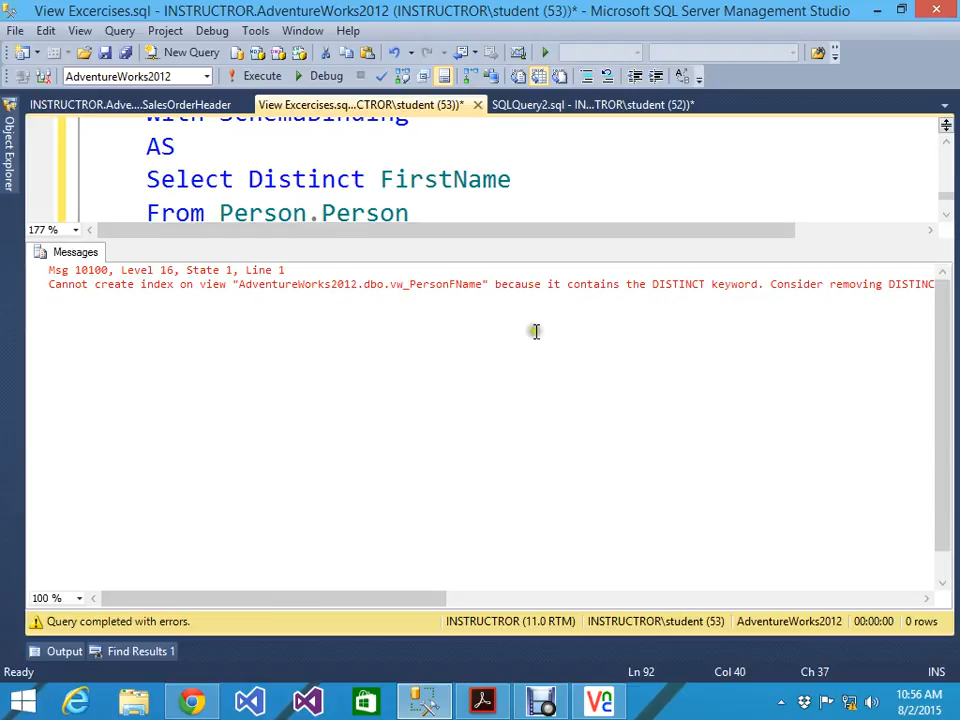 View Excercises.sql - INSTRUCTROR.AdventureWorks2012 (INSTRUCTROR\student (53))* - Microsoft SQL Server Management Studio
File Edit View Query Project Debug Tools Window Help
New Query
AdventureWorks2012 Execute Debug
INSTRUCTROR.Adve....SalesOrderHeader View Excercises.sq...CTROR\student (53))* SQLQuery2.sql - IN...TROR\student (52))*
Object Explorer
With SchemaBinding
AS
Select Distinct FirstName
From Person.Person
177 %
Messages
Msg 10100, Level 16, State 1, Line 1
Cannot create index on view "AdventureWorks2012.dbo.vw_PersonFName" because it contains the DISTINCT keyword. Consider removing DISTINC
100 %
Query completed with errors. INSTRUCTROR (11.0 RTM) INSTRUCTROR\student (53) AdventureWorks2012 00:00:00 0 rows
Output Find Results 1
Ready Ln 92 Col 40 Ch 37 INS
10:56 AM
8/2/2015